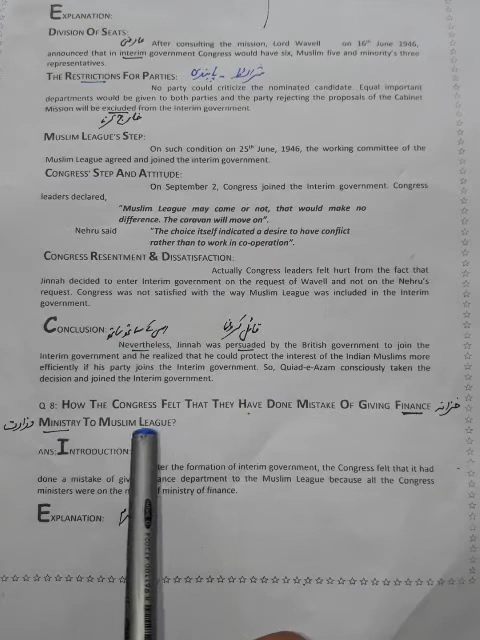 EXPLANATION:
DIVISION OF SEATS: عارضی
After consulting the mission, Lord Wavell on 16th June 1946,
announced that in interim government Congress would have six, Muslim five and minority's three
representatives.
THE RESTRICTIONS FOR PARTIES: شرائط - پابندی
No party could criticize the nominated candidate. Equal important
departments would be given to both parties and the party rejecting the proposals of the Cabinet
Mission will be excluded from the Interim government.
خارج کرنا
MUSLIM LEAGUE'S STEP:
On such condition on 25th June, 1946, the working committee of the
Muslim League agreed and joined the interim government.
CONGRESS' STEP AND ATTITUDE:
On September 2, Congress joined the Interim government. Congress
leaders declared,
"Muslim League may come or not, that would make no
difference. The caravan will move on".
Nehru said "The choice itself indicated a desire to have conflict
rather than to work in co-operation".
CONGRESS RESENTMENT & DISSATISFACTION:
Actually Congress leaders felt hurt from the fact that
Jinnah decided to enter Interim government on the request of Wavell and not on the Nehru's
request. Congress was not satisfied with the way Muslim League was included in the Interim
government.
CONCLUSION: قائل کرنا
Nevertheless, Jinnah was persuaded by the British government to join the
Interim government and he realized that he could protect the interest of the Indian Muslims more
efficiently if his party joins the Interim government. So, Quaid-e-Azam consciously taken the
decision and joined the Interim government.
Q 8: HOW THE CONGRESS FELT THAT THEY HAVE DONE MISTAKE OF GIVING FINANCE خزانہ
وزارت MINISTRY TO MUSLIM LEAGUE?
ANS: INTRODUCTION
the formation of interim government, the Congress felt that it had
done a mistake of department to the Muslim League because all the Congress
ministers were on the of ministry of finance.
EXPLANATION: